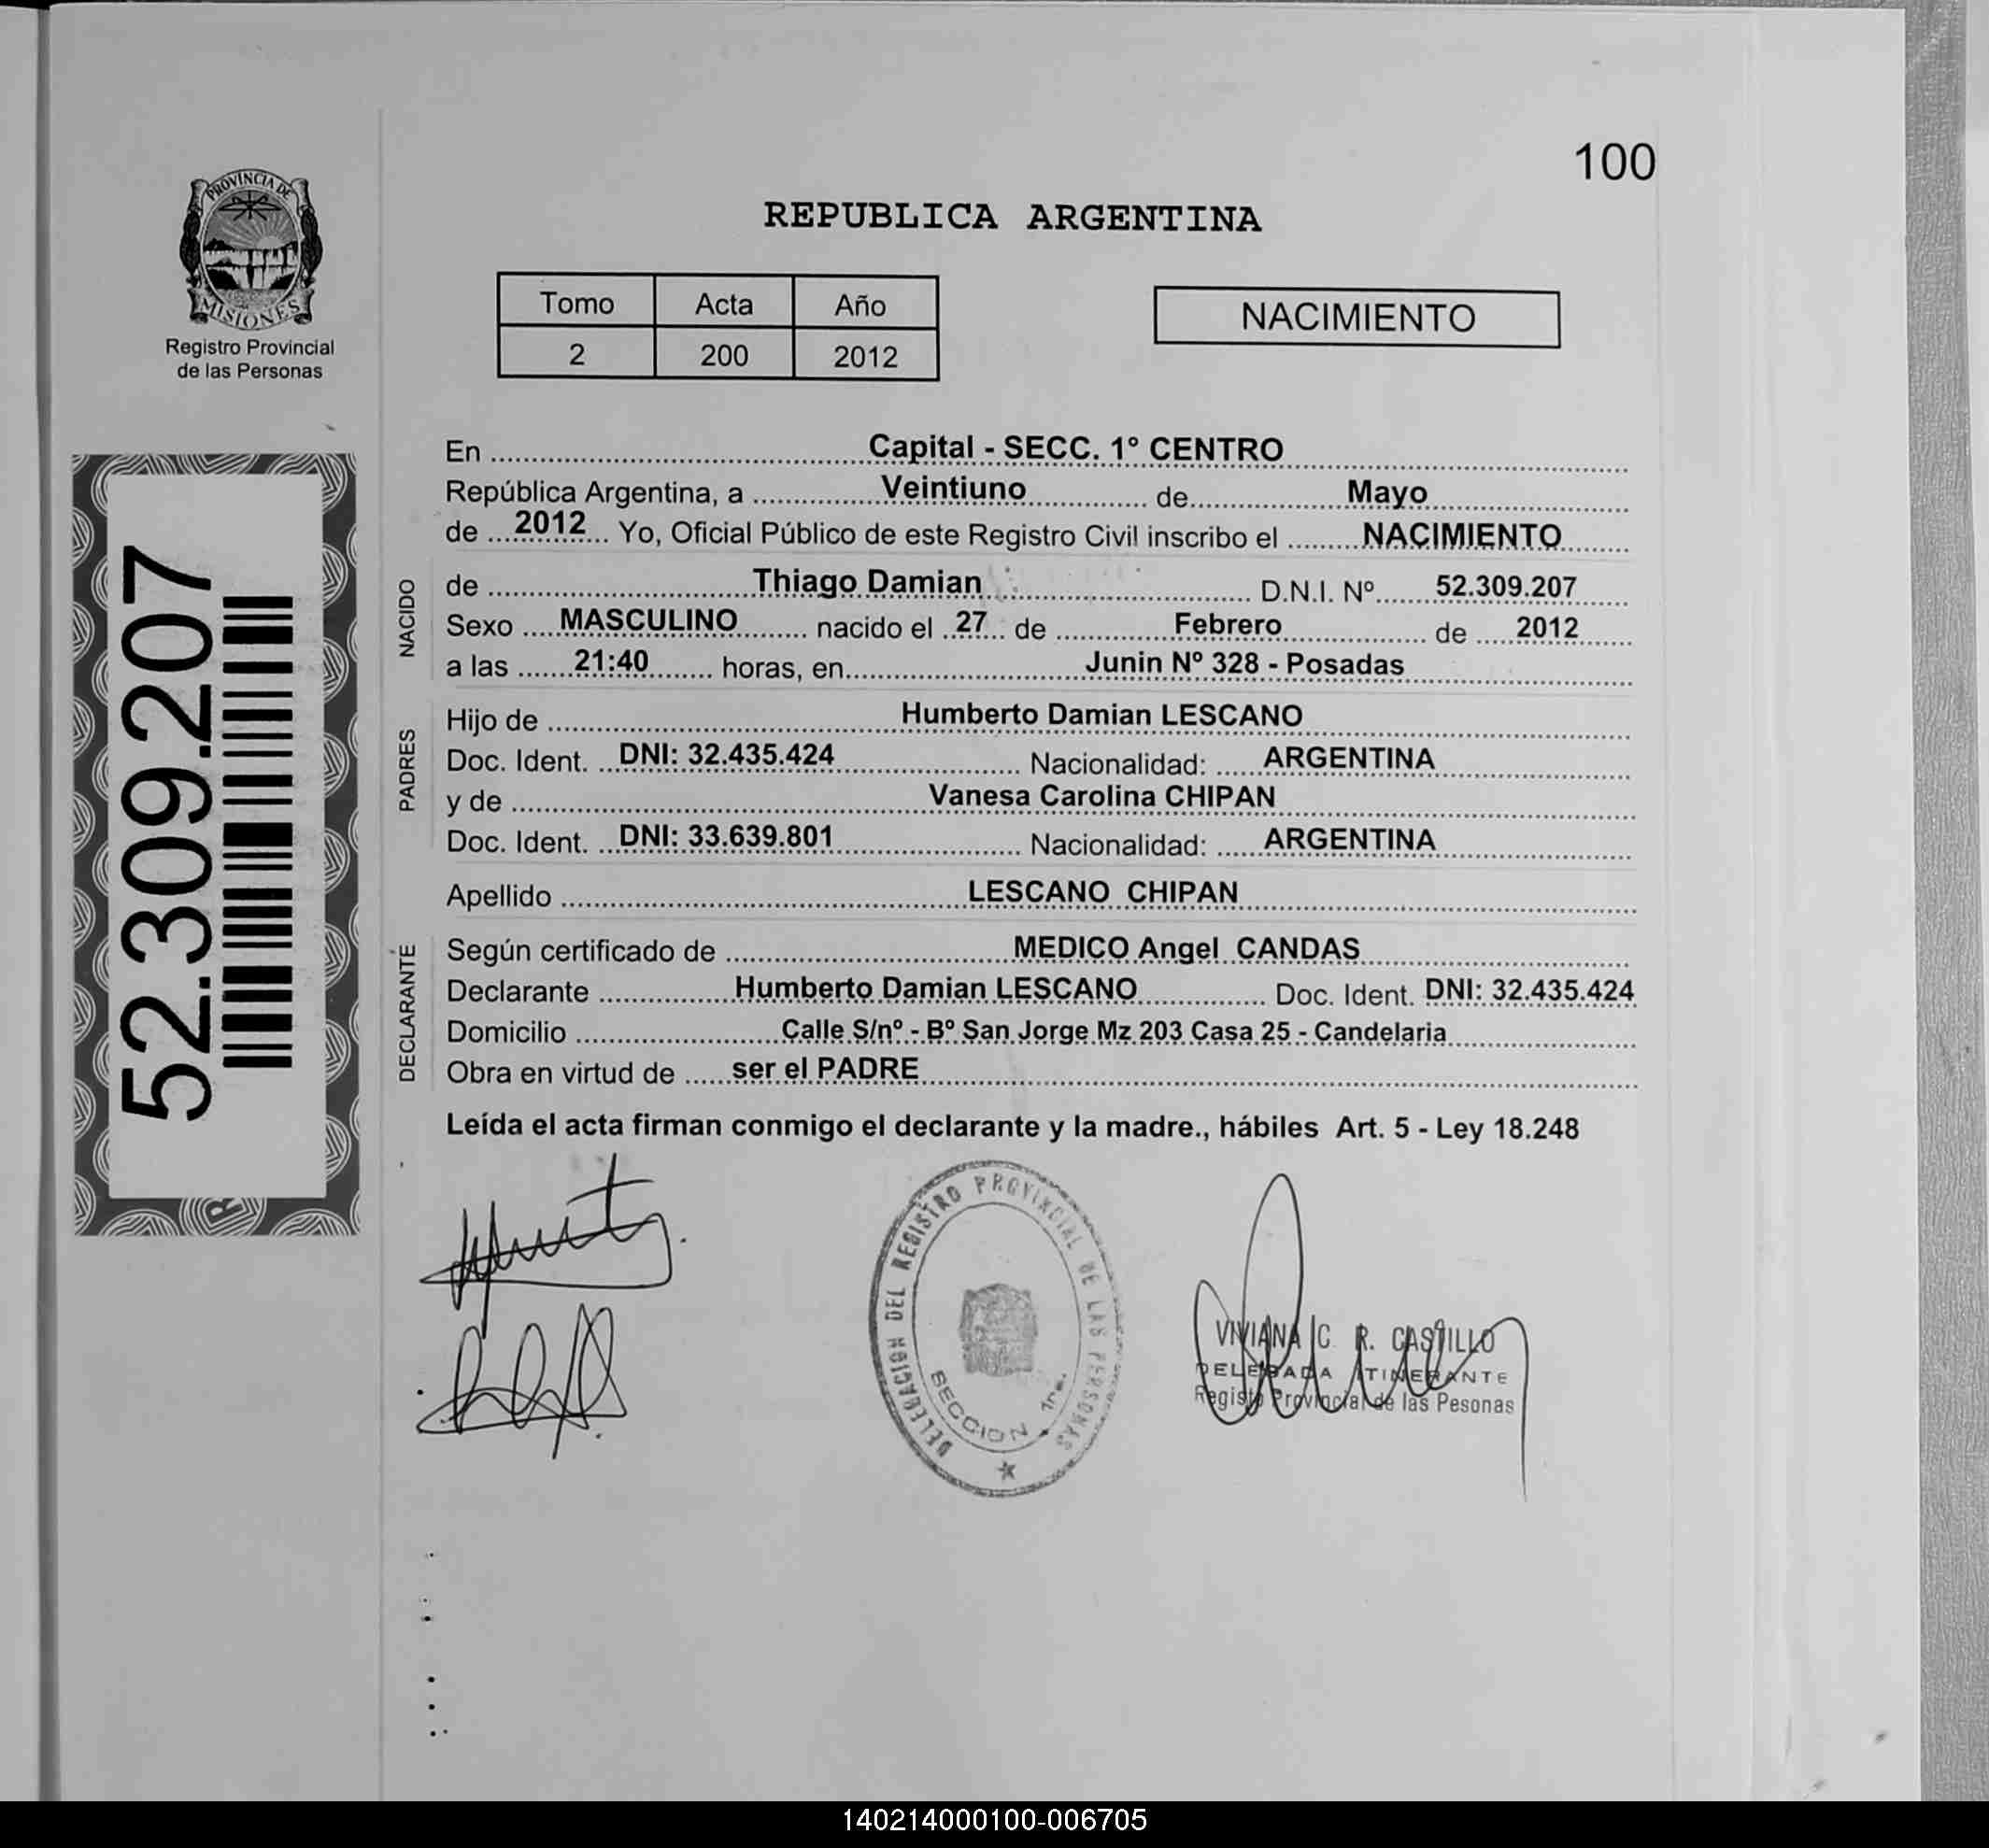 100
PROVINCIA DE
MISIONES
Registro Provincial
de las Personas
REPUBLICA ARGENTINA
Tomo Acta Año
2 200 2012
NACIMIENTO
52.309.207
En Capital - SECC. 1° CENTRO
República Argentina, a Veintiuno de Mayo
de 2012 Yo, Oficial Público de este Registro Civil inscribo el NACIMIENTO
NACIDO
de Thiago Damian D.N.I. Nº 52.309.207
Sexo MASCULINO nacido el 27 de Febrero de 2012
a las 21:40 horas, en Junin Nº 328 - Posadas
PADRES
Hijo de Humberto Damian LESCANO
Doc. Ident. DNI: 32.435.424 Nacionalidad: ARGENTINA
y de Vanesa Carolina CHIPAN
Doc. Ident. DNI: 33.639.801 Nacionalidad: ARGENTINA
Apellido LESCANO CHIPAN
DECLARANTE
Según certificado de MEDICO Angel CANDAS
Declarante Humberto Damian LESCANO Doc. Ident. DNI: 32.435.424
Domicilio Calle S/nº - Bº San Jorge Mz 203 Casa 25 - Candelaria
Obra en virtud de ser el PADRE
Leída el acta firman conmigo el declarante y la madre., hábiles Art. 5 - Ley 18.248
DELEGACION DEL REGISTRO PROVINCIAL DE LAS PERSONAS
SECCION 1ra.
VIVIANA C. R. CASTILLO
DELEGADA ITINERANTE
Registo Provincial de las Pesonas
140214000100-006705